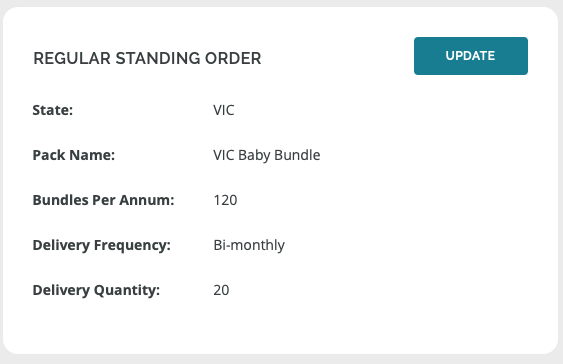 REGULAR STANDING ORDER
UPDATE
State: VIC
Pack Name: VIC Baby Bundle
Bundles Per Annum: 120
Delivery Frequency: Bi-monthly
Delivery Quantity: 20